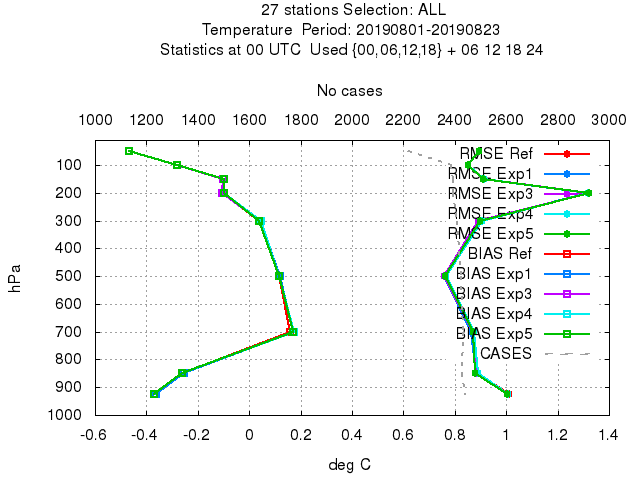 27 stations Selection: ALL
Temperature  Period: 20190801-20190823
Statistics at 00 UTC  Used {00,06,12,18} + 06 12 18 24
No cases
1000 1200 1400 1600 1800 2000 2200 2400 2600 2800 3000
RMSE Ref
RMSE Exp1
RMSE Exp3
RMSE Exp4
RMSE Exp5
BIAS Ref
BIAS Exp1
BIAS Exp3
BIAS Exp4
BIAS Exp5
CASES
hPa
100
200
300
400
500
600
700
800
900
1000
-0.6 -0.4 -0.2 0 0.2 0.4 0.6 0.8 1 1.2 1.4
deg C